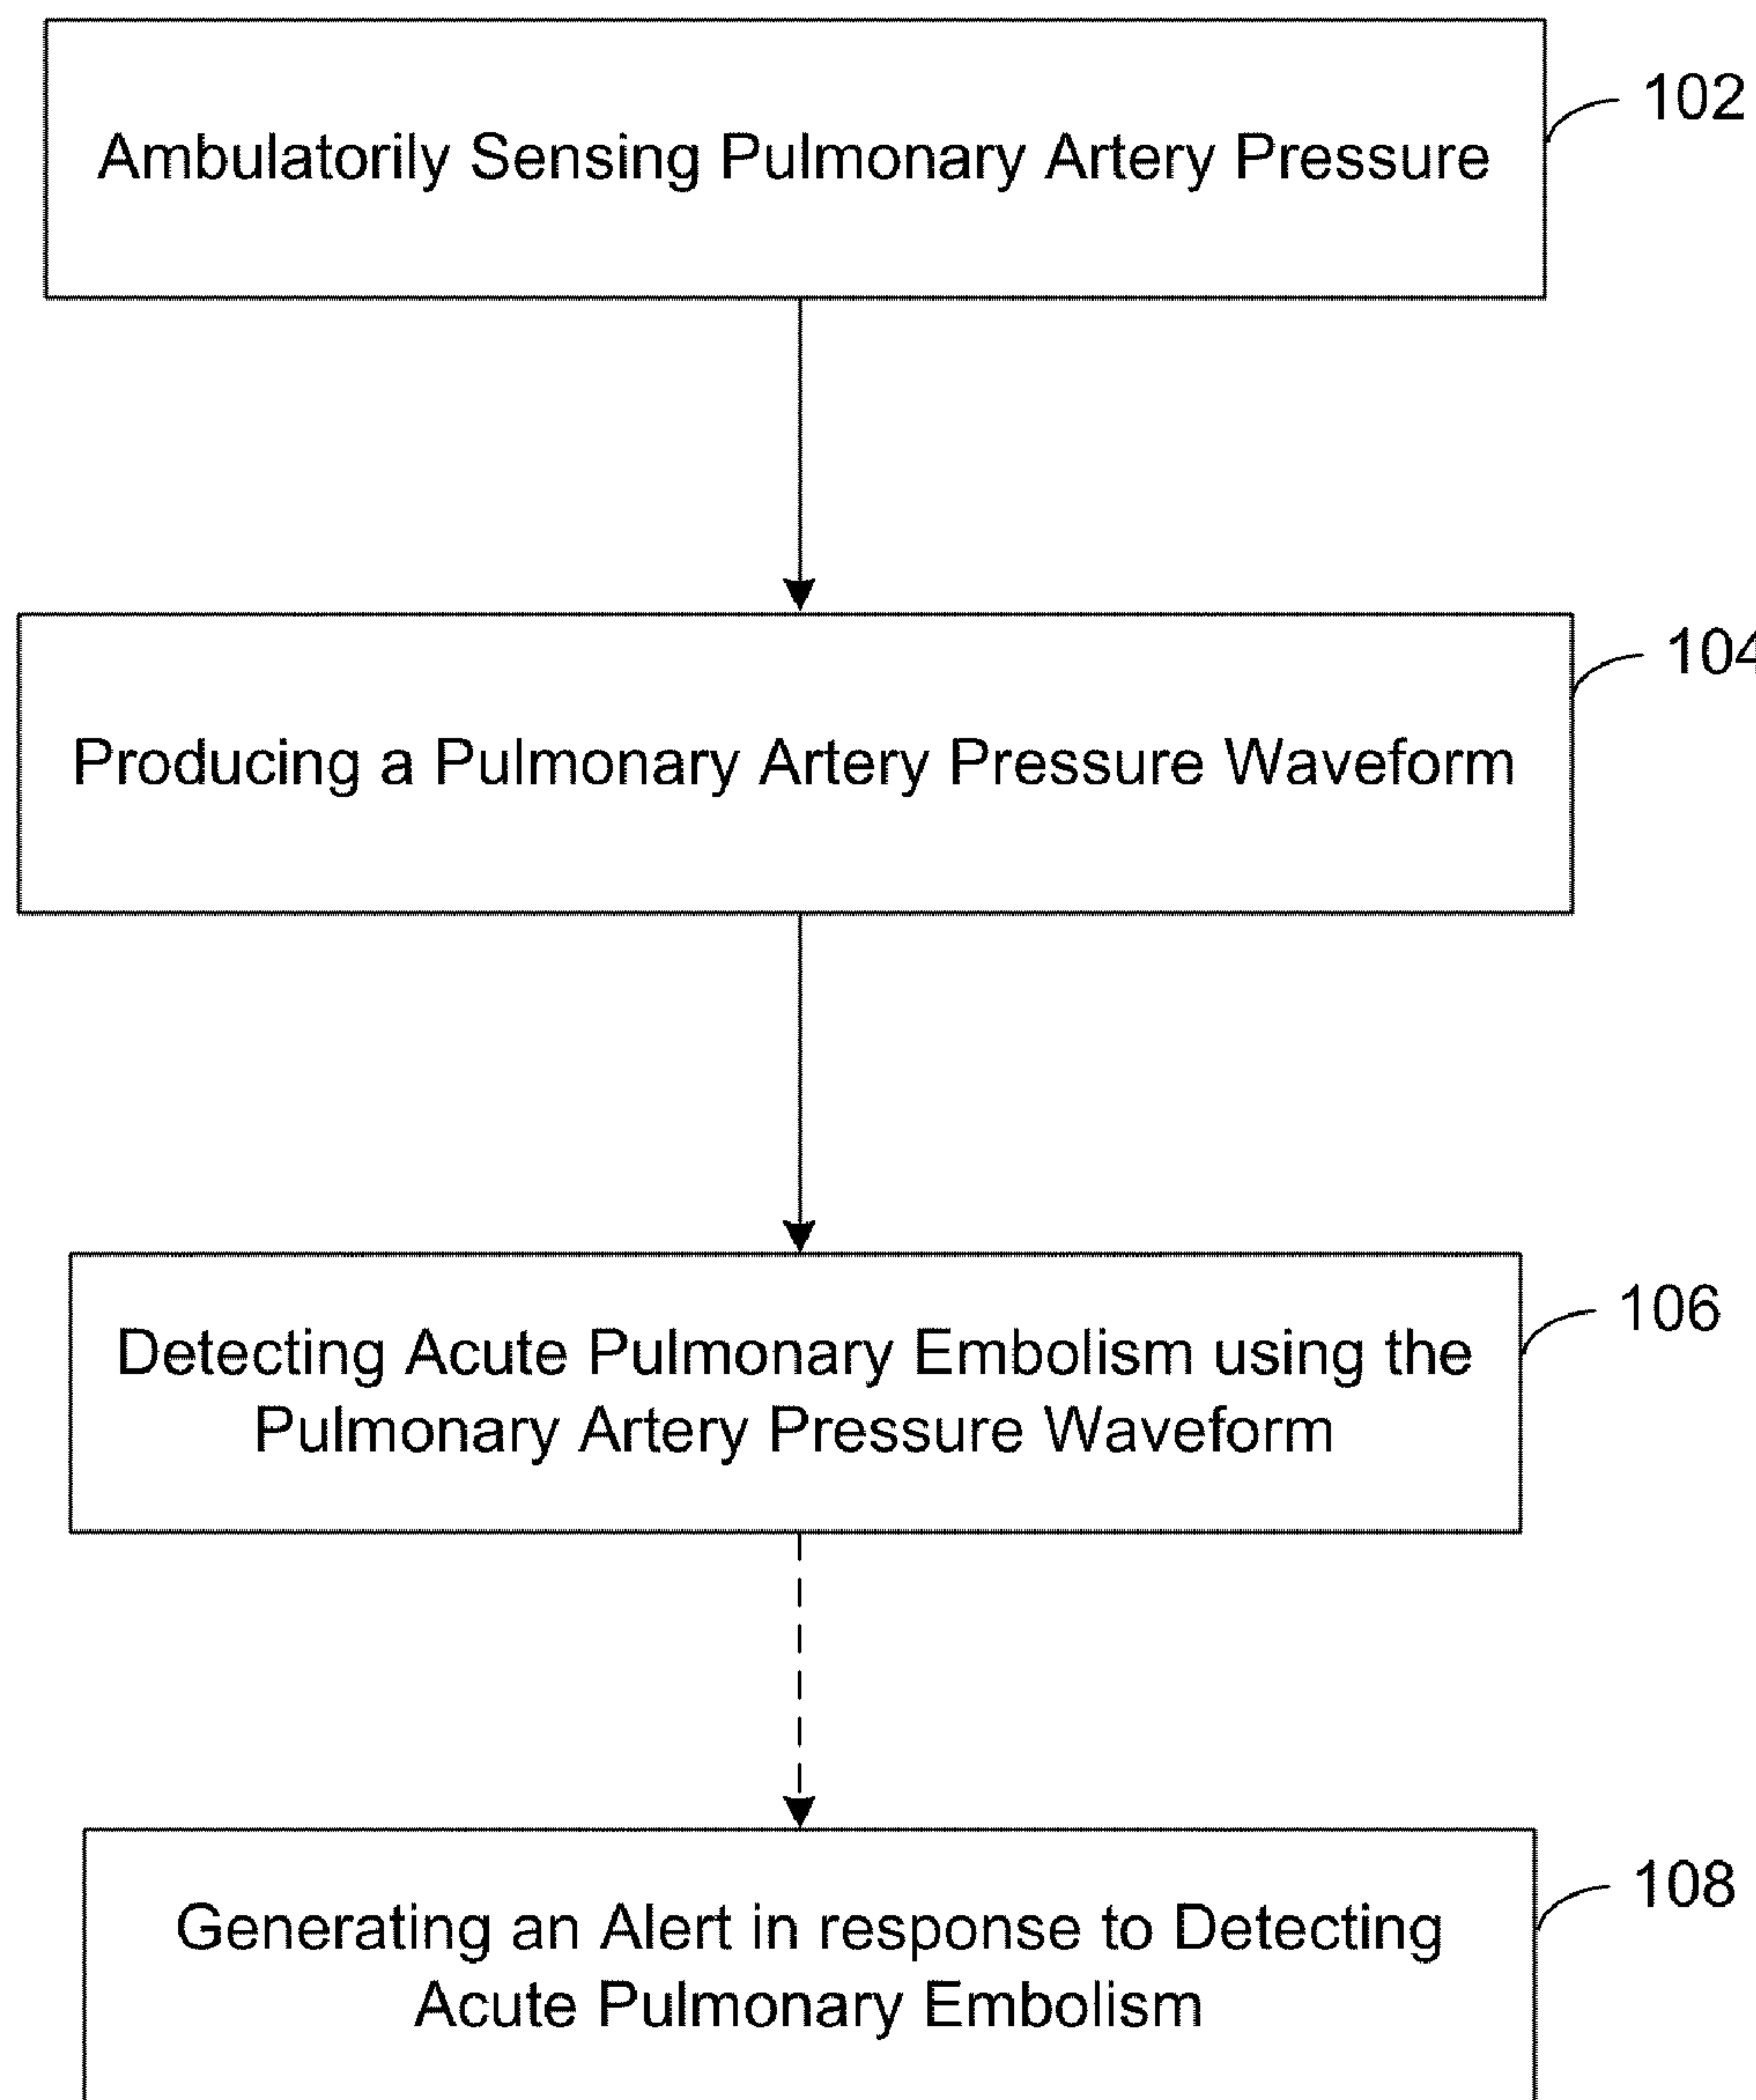 Ambulatorily Sensing Pulmonary Artery Pressure
102
Producing a Pulmonary Artery Pressure Waveform
104
Detecting Acute Pulmonary Embolism using the
Pulmonary Artery Pressure Waveform
106
Generating an Alert in response to Detecting
Acute Pulmonary Embolism
108